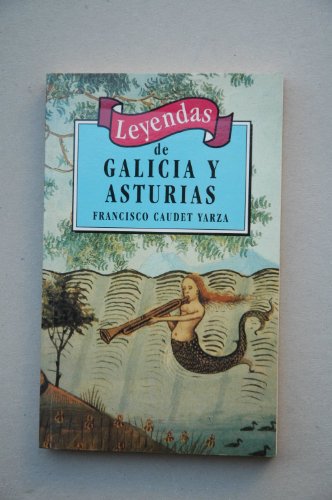 Leyendas
de
GALICIA Y
ASTURIAS
FRANCISCO CAUDET YARZA